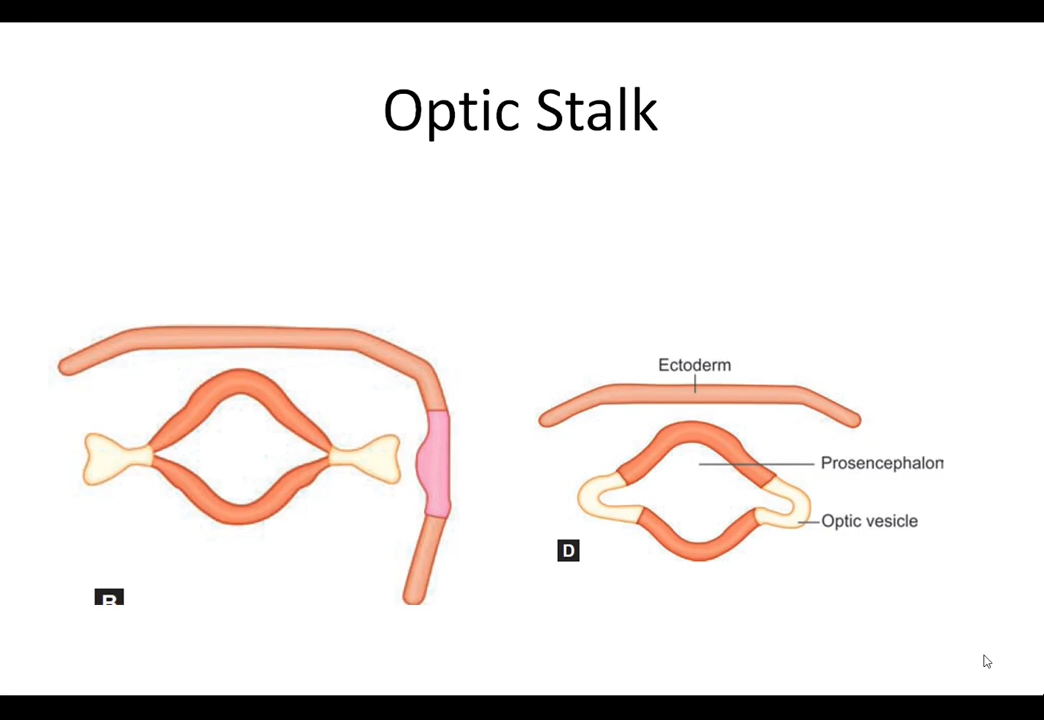 Optic Stalk
Ectoderm
Prosencephalon
Optic vesicle
D
B